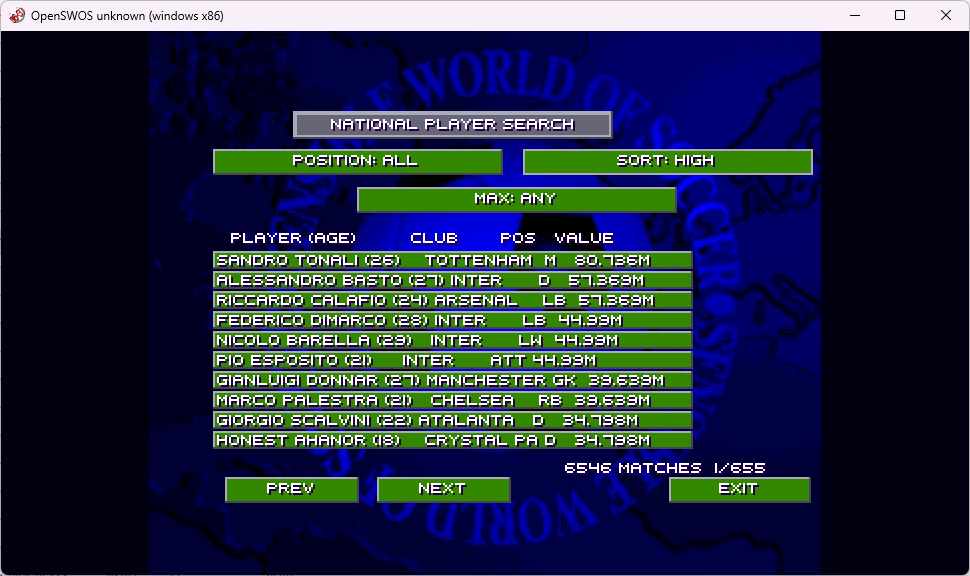 OpenSWOS unknown (windows x86)
NATIONAL PLAYER SEARCH
POSITION: ALL
SORT: HIGH
MAX: ANY
PLAYER (AGE) CLUB POS VALUE
SANDRO TONALI (26) TOTTENHAM M 80.736M
ALESSANDRO BASTO (27) INTER D 57.369M
RICCARDO CALAFIO (24) ARSENAL LB 57.369M
FEDERICO DIMARCO (28) INTER LB 44.99M
NICOLO BARELLA (29) INTER LW 44.99M
PIO ESPOSITO (21) INTER ATT 44.99M
GIANLUIGI DONNAR (27) MANCHESTER GK 39.639M
MARCO PALESTRA (21) CHELSEA RB 39.639M
GIORGIO SCALVINI (22) ATALANTA D 34.798M
HONEST AHANOR (18) CRYSTAL PA D 34.798M
6546 MATCHES 1/655
PREV
NEXT
EXIT